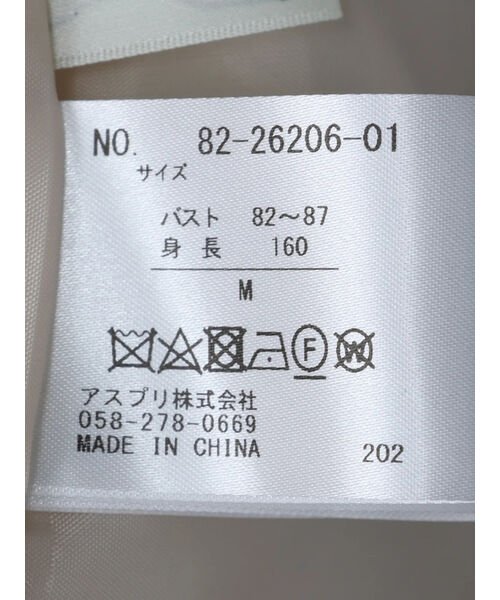 NO. 82-26206-01
サイズ
バスト 82～87
身長 160
M
F W
アスプリ株式会社
058-278-0669
MADE IN CHINA 202